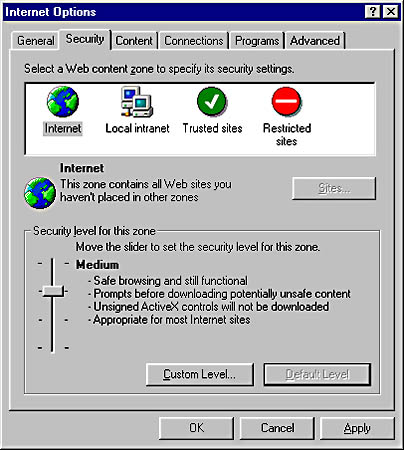 Internet Options
General Security Content Connections Programs Advanced
Select a Web content zone to specify its security settings.
Internet Local intranet Trusted sites Restricted
sites
Internet
This zone contains all Web sites you
haven't placed in other zones
Sites...
Security level for this zone
Move the slider to set the security level for this zone.
Medium
- Safe browsing and still functional
- Prompts before downloading potentially unsafe content
- Unsigned ActiveX controls will not be downloaded
- Appropriate for most Internet sites
Custom Level... Default Level
OK Cancel Apply